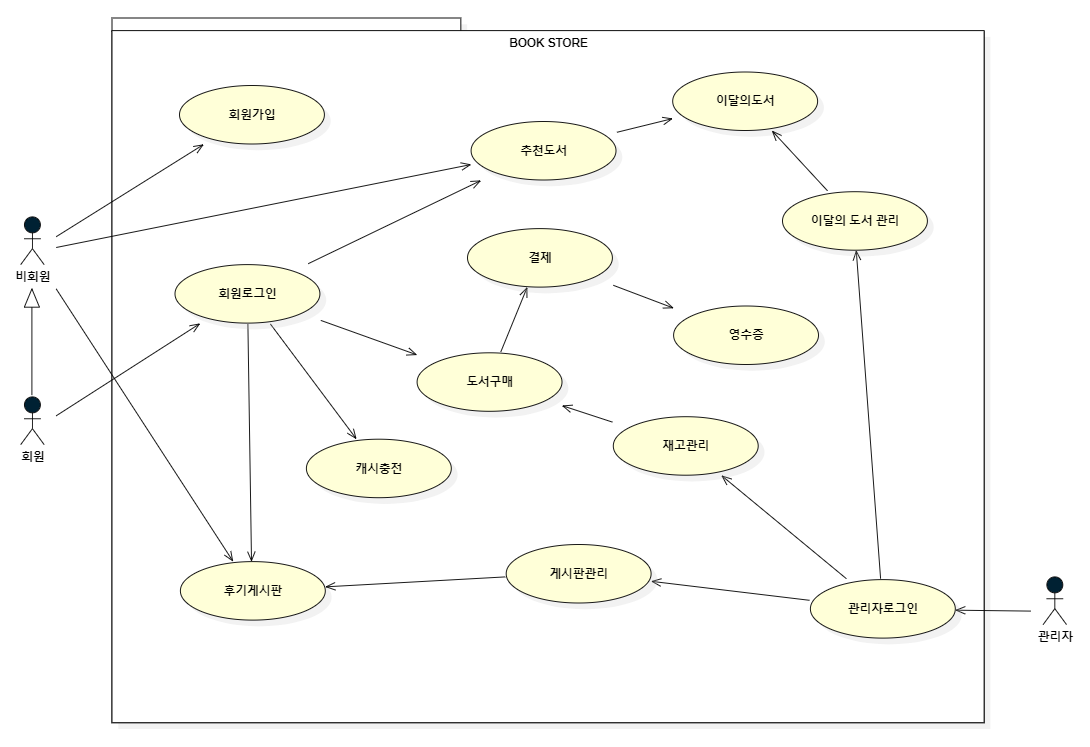 BOOK STORE
이달의도서
회원가입
추천도서
이달의 도서 관리
결제
비회원
회원로그인
영수증
도서구매
재고관리
회원
캐시충전
게시판관리
후기게시판
관리자로그인
관리자